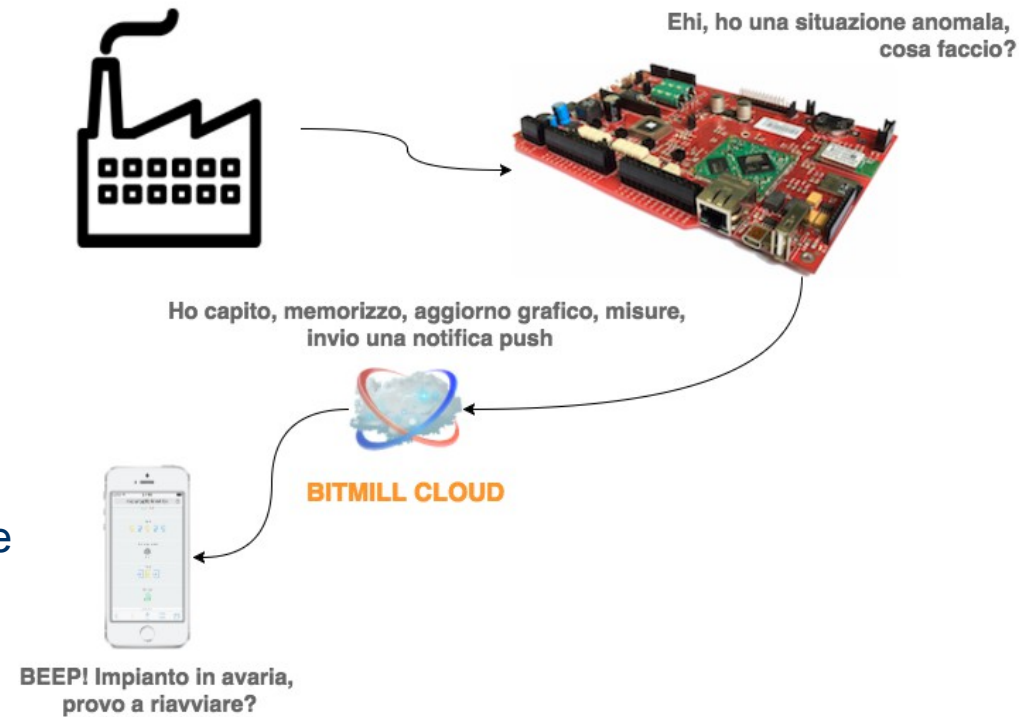 Ehi, ho una situazione anomala,
cosa faccio?
Ho capito, memorizzo, aggiorno grafico, misure,
invio una notifica push
BITMILL CLOUD
e
BEEP! Impianto in avaria,
provo a riavviare?